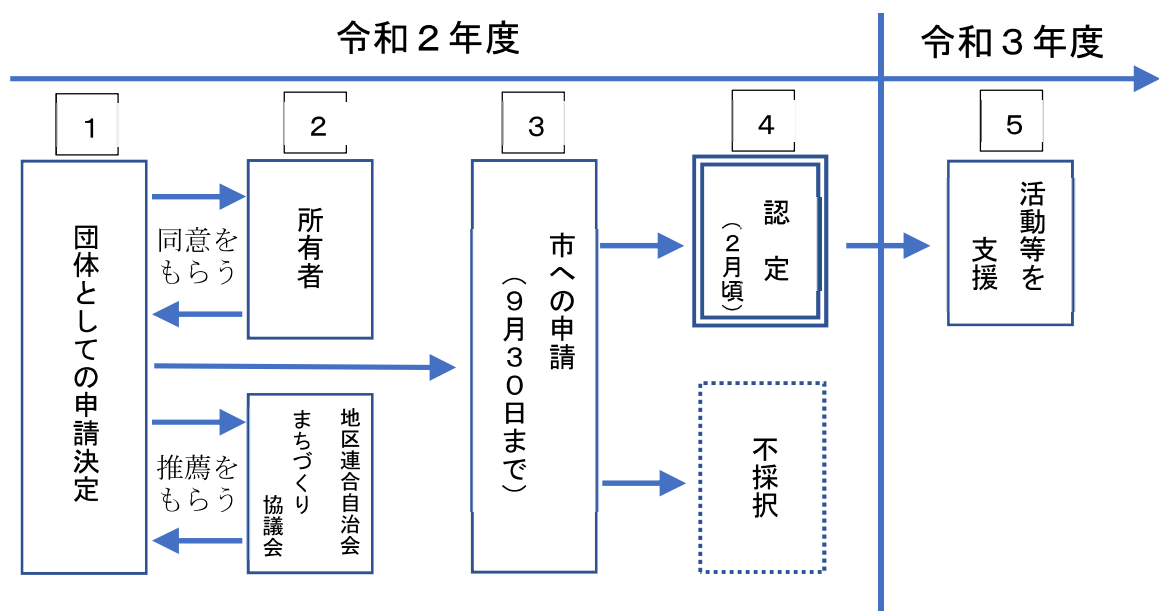 令和２年度
令和３年度
1
2
3
4
5
団体としての申請決定
同意を
もらう
所有者
推薦を
もらう
地区連合自治会
まちづくり
協議会
市への申請
（９月３０日まで）
認定
（２月頃）
不採択
活動等を
支援